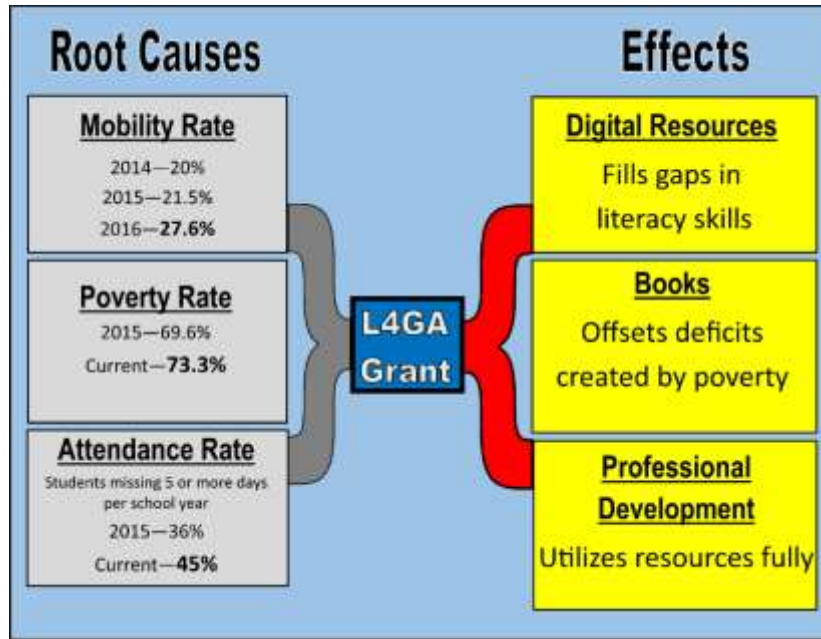 Root Causes
Mobility Rate
2014—20%
2015—21.5%
2016—27.6%
Poverty Rate
2015—69.6%
Current—73.3%
Attendance Rate
Students missing 5 or more days
per school year
2015—36%
Current—45%
L4GA
Grant
Effects
Digital Resources
Fills gaps in
literacy skills
Books
Offsets deficits
created by poverty
Professional
Development
Utilizes resources fully